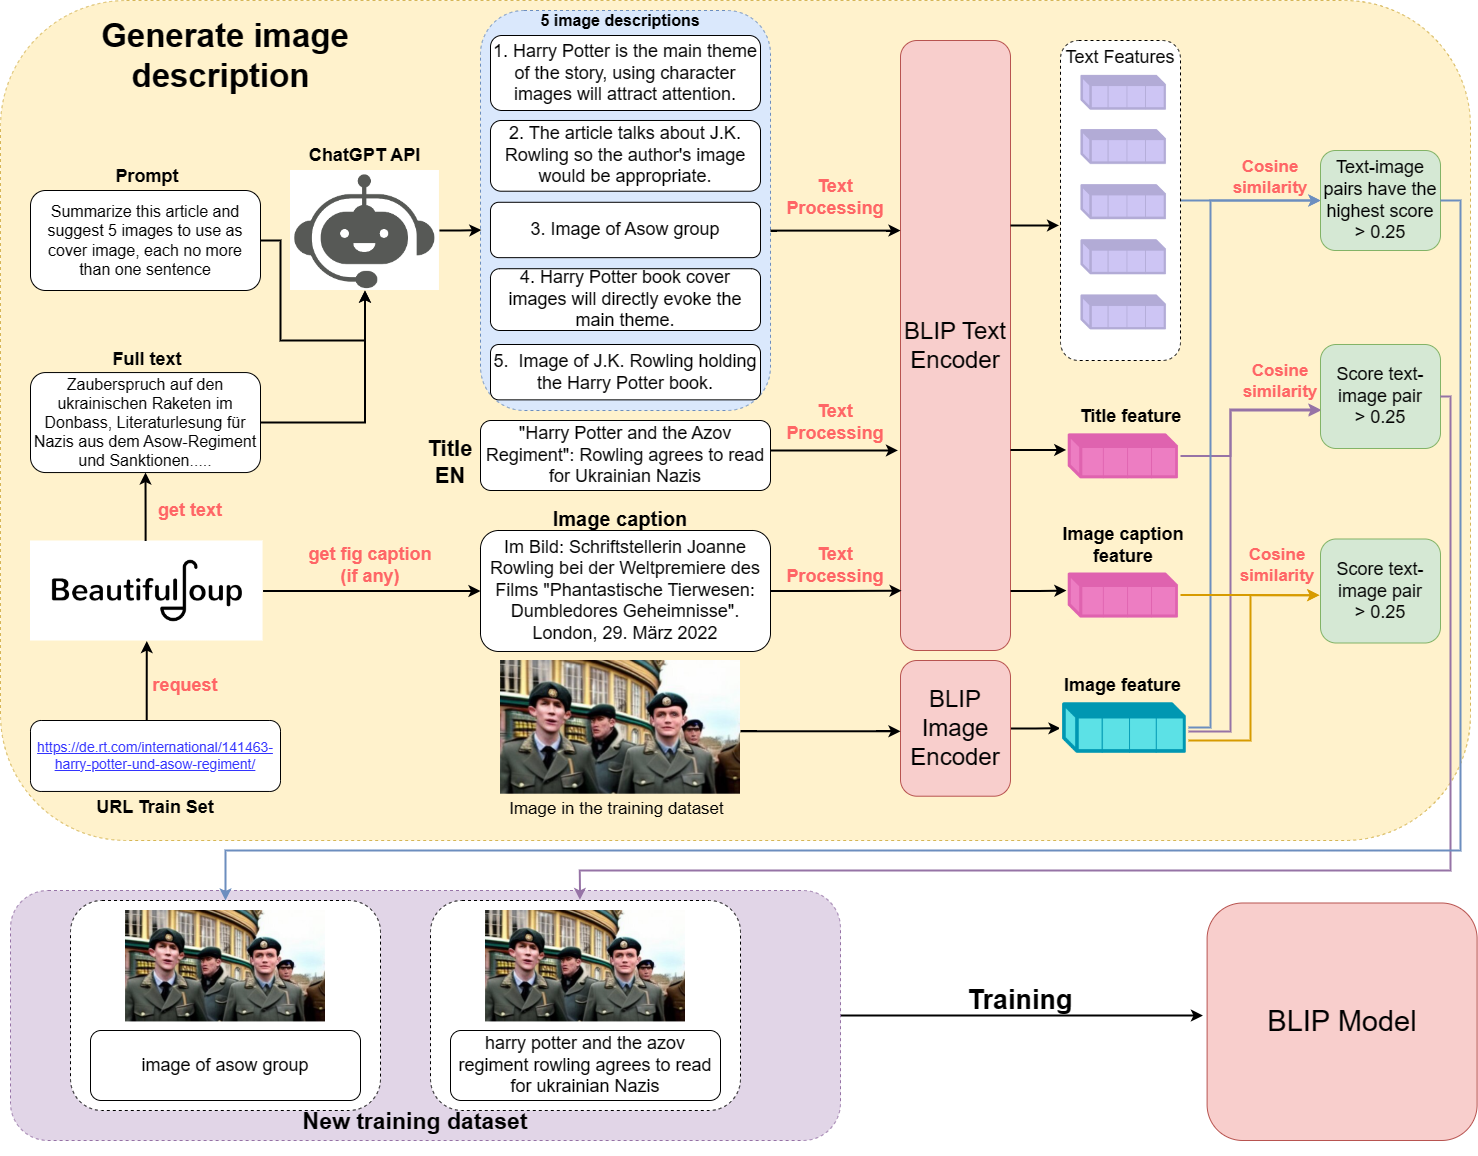 Generate image
description
5 image descriptions
1. Harry Potter is the main theme
of the story, using character
images will attract attention.
2. The article talks about J.K.
Rowling so the author's image
would be appropriate.
3. Image of Asow group
4. Harry Potter book cover
images will directly evoke the
main theme.
5. Image of J.K. Rowling holding
the Harry Potter book.
ChatGPT API
Prompt
Summarize this article and
suggest 5 images to use as
cover image, each no more
than one sentence
Full text
Zauberspruch auf den
ukrainischen Raketen im
Donbass, Literaturlesung für
Nazis aus dem Asow-Regiment
und Sanktionen.....
get text
BeautifulSoup
request
https://de.rt.com/international/141463-
harry-potter-und-asow-regiment/
URL Train Set
get fig caption
(if any)
Title
EN
"Harry Potter and the Azov
Regiment": Rowling agrees to read
for Ukrainian Nazis
Image caption
Im Bild: Schriftstellerin Joanne
Rowling bei der Weltpremiere des
Films "Phantastische Tierwesen:
Dumbledores Geheimnisse".
London, 29. März 2022
Image in the training dataset
Text
Processing
Text
Processing
Text
Processing
BLIP Text
Encoder
BLIP
Image
Encoder
Text Features
Title feature
Image caption
feature
Image feature
Cosine
similarity
Cosine
similarity
Cosine
similarity
Text-image
pairs have the
highest score
> 0.25
Score text-
image pair
> 0.25
Score text-
image pair
> 0.25
image of asow group
harry potter and the azov
regiment rowling agrees to read
for ukrainian Nazis
New training dataset
Training
BLIP Model